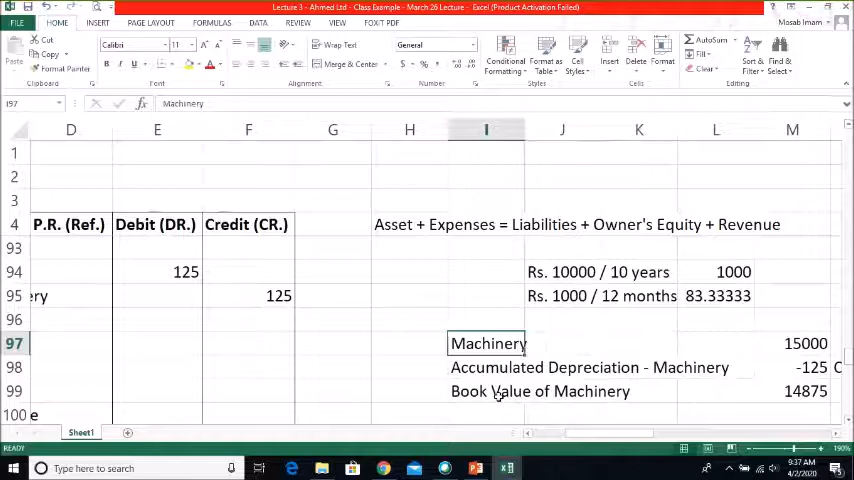 Lecture 3 - Ahmed Ltd - Class Example - March 26 Lecture - Excel (Product Activation Failed)
FILE HOME INSERT PAGE LAYOUT FORMULAS DATA REVIEW VIEW FOXIT PDF
Mosab Imam
Cut
Copy
Format Painter
Paste
Clipboard
Calibri 11
B I U
Font
Wrap Text
Merge & Center
Alignment
General
$ % ,
Number
Conditional Formatting
Format as Table
Cell Styles
Styles
Insert Delete Format
Cells
AutoSum
Fill
Clear
Sort & Filter
Find & Select
Editing
I97 fx Machinery
D E F G H I J K L M
1
2
3
4 P.R. (Ref.) Debit (DR.) Credit (CR.) Asset + Expenses = Liabilities + Owner's Equity + Revenue
93
94 125 Rs. 10000 / 10 years 1000
95 ery 125 Rs. 1000 / 12 months 83.33333
96
97 Machinery 15000
98 Accumulated Depreciation - Machinery -125 C
99 Book Value of Machinery 14875
100 e
Sheet1
READY
190%
Type here to search
9:37 AM
4/2/2020